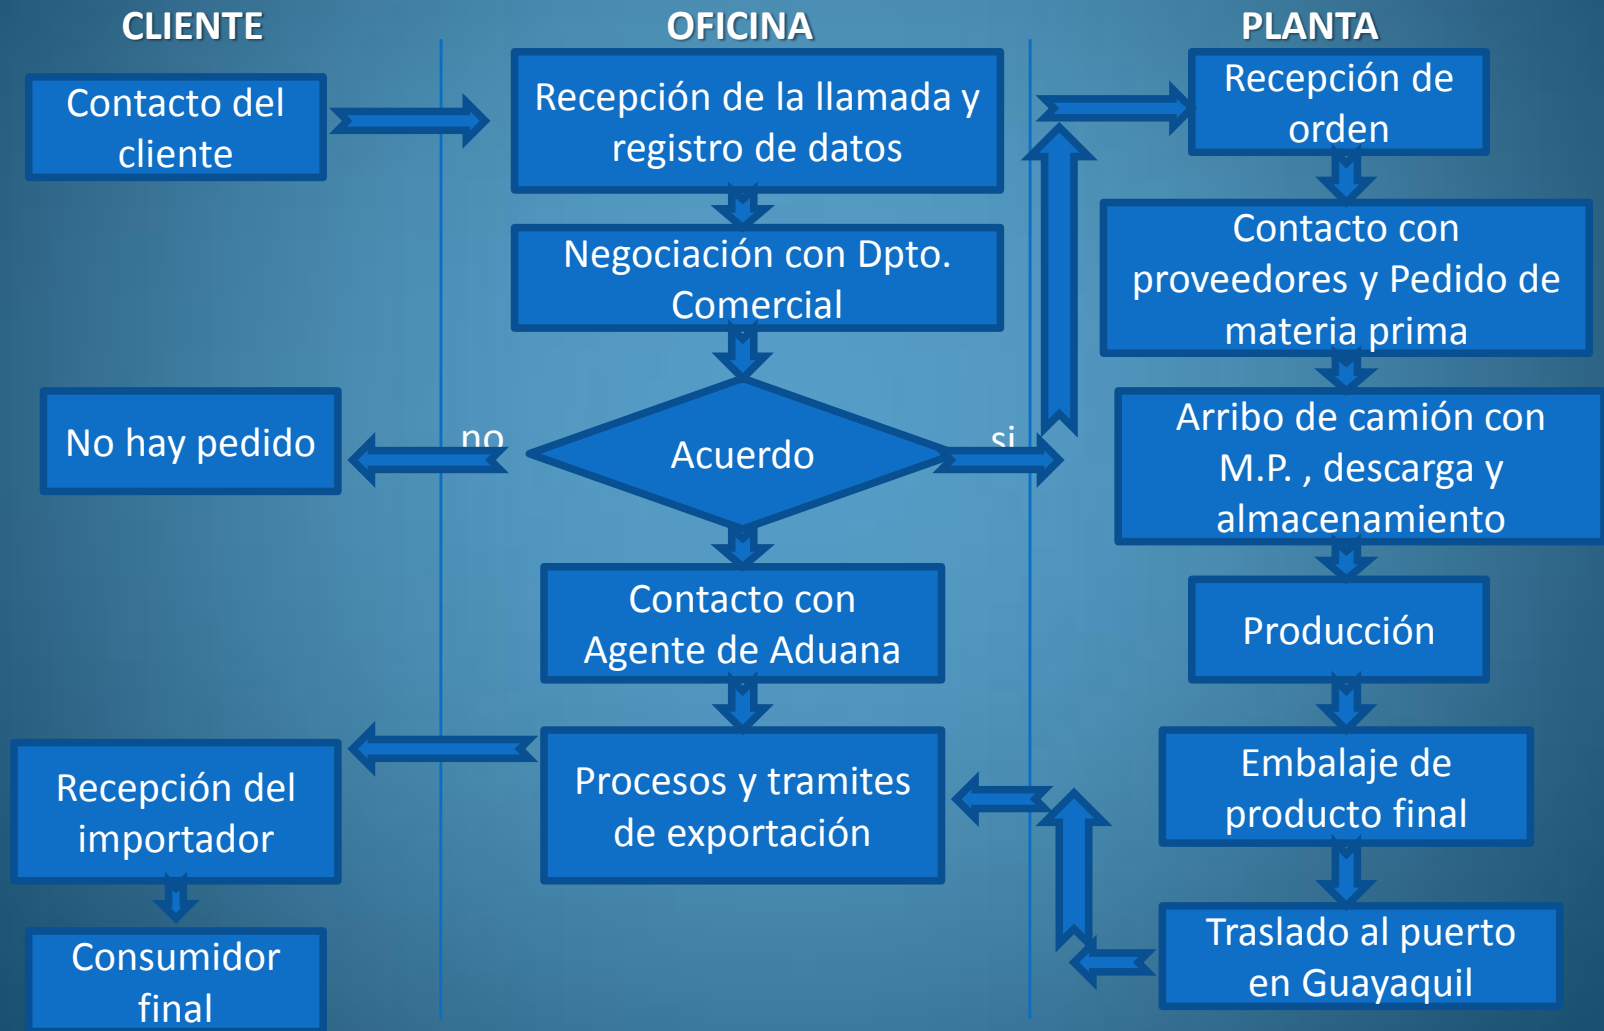 CLIENTE
OFICINA
PLANTA
Contacto del
cliente
Recepción de la llamada y
registro de datos
Recepción de
orden
Negociación con Dpto.
Comercial
Contacto con
proveedores y Pedido de
materia prima
No hay pedido
no
Acuerdo
si
Arribo de camión con
M.P. , descarga y
almacenamiento
Contacto con
Agente de Aduana
Producción
Recepción del
importador
Procesos y tramites
de exportación
Embalaje de
producto final
Consumidor
final
Traslado al puerto
en Guayaquil